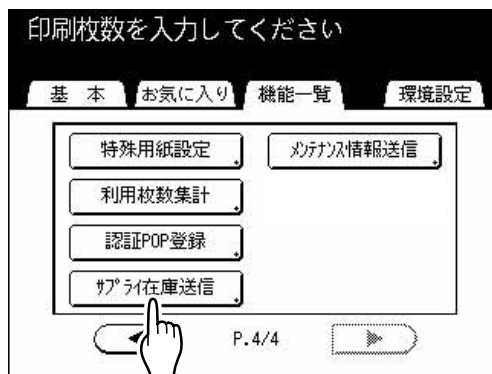 印刷枚数を入力してください
基 本 お気に入り 機能一覧 環境設定
特殊用紙設定 ﾒﾝﾃﾅﾝｽ情報送信
利用枚数集計
認証POP登録
ｻﾌﾟﾗｲ在庫送信
P.4/4